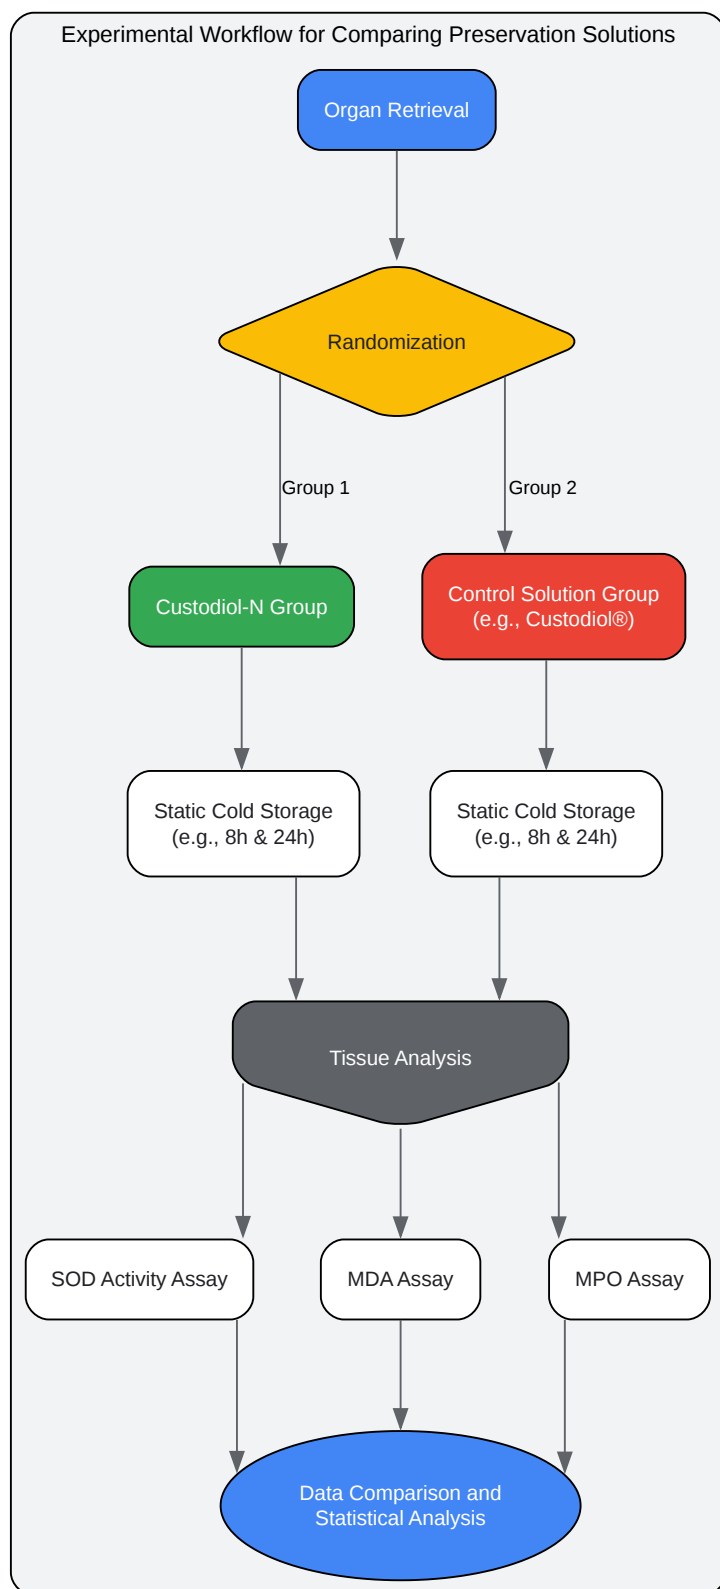 Experimental Workflow for Comparing Preservation Solutions
Organ Retrieval
Randomization
Group 1
Group 2
Custodiol-N Group
Control Solution Group
(e.g., Custodiol®)
Static Cold Storage
(e.g., 8h & 24h)
Static Cold Storage
(e.g., 8h & 24h)
Tissue Analysis
SOD Activity Assay
MDA Assay
MPO Assay
Data Comparison and
Statistical Analysis